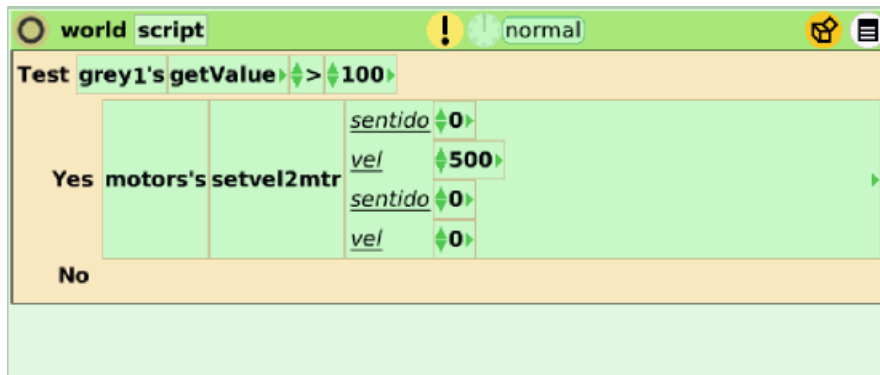 world script normal
Test grey1's getValue > 100
sentido 0
vel 500
Yes motors's setvel2mtr
sentido 0
vel 0
No